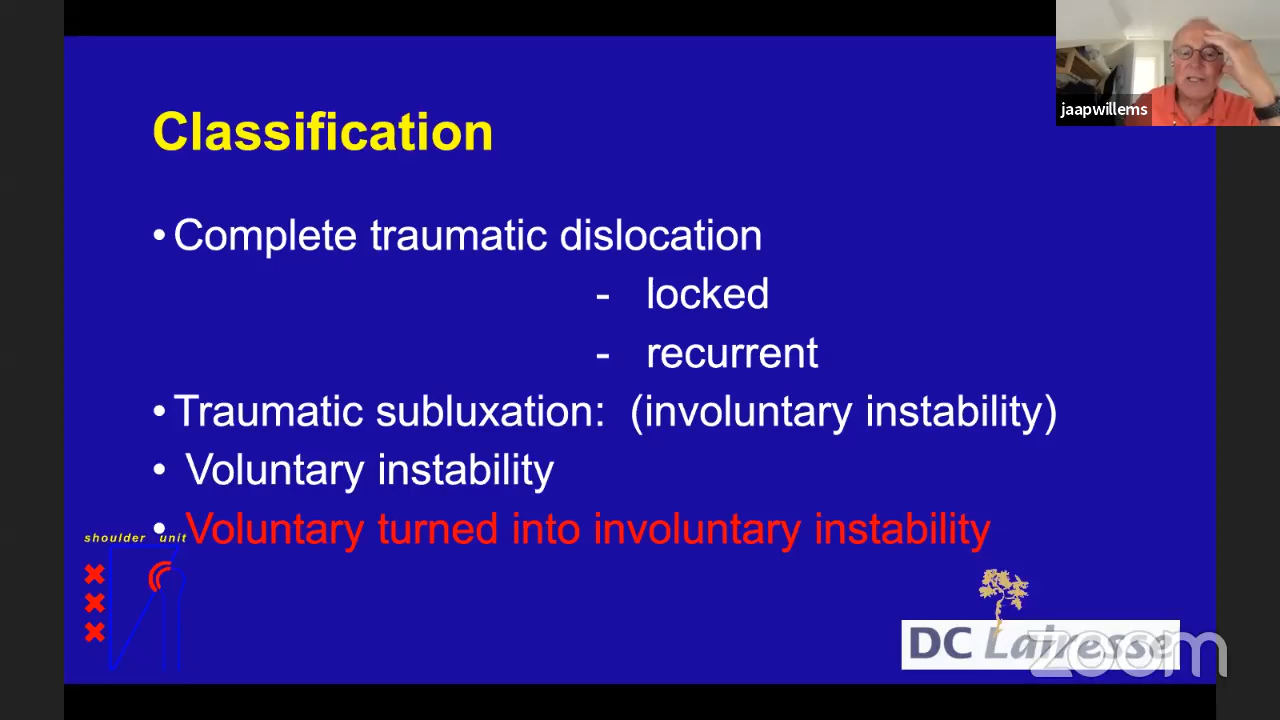 jaapwillems
Classification
• Complete traumatic dislocation
- locked
- recurrent
• Traumatic subluxation: (involuntary instability)
• Voluntary instability
• Voluntary turned into involuntary instability
shoulder unit
DC Lairesse
zoom